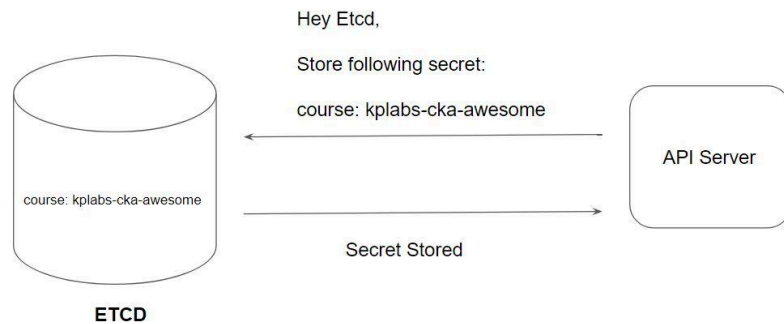 Hey Etcd,
Store following secret:
course: kplabs-cka-awesome
API Server
course: kplabs-cka-awesome
Secret Stored
ETCD